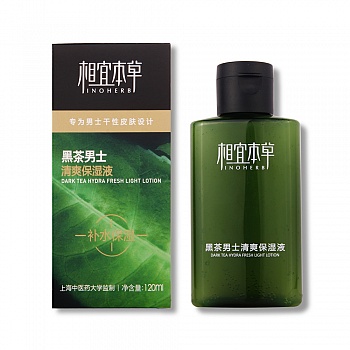 相宜本草
INOHERB
专为男士干性皮肤设计
黑茶男士
清爽保湿液
DARK TEA HYDRA FRESH LIGHT LOTION
补水保湿
上海中医药大学监制 | 净含量:120ml
相宜本草
INOHERB
黑茶男士清爽保湿液
DARK TEA HYDRA FRESH LIGHT LOTION